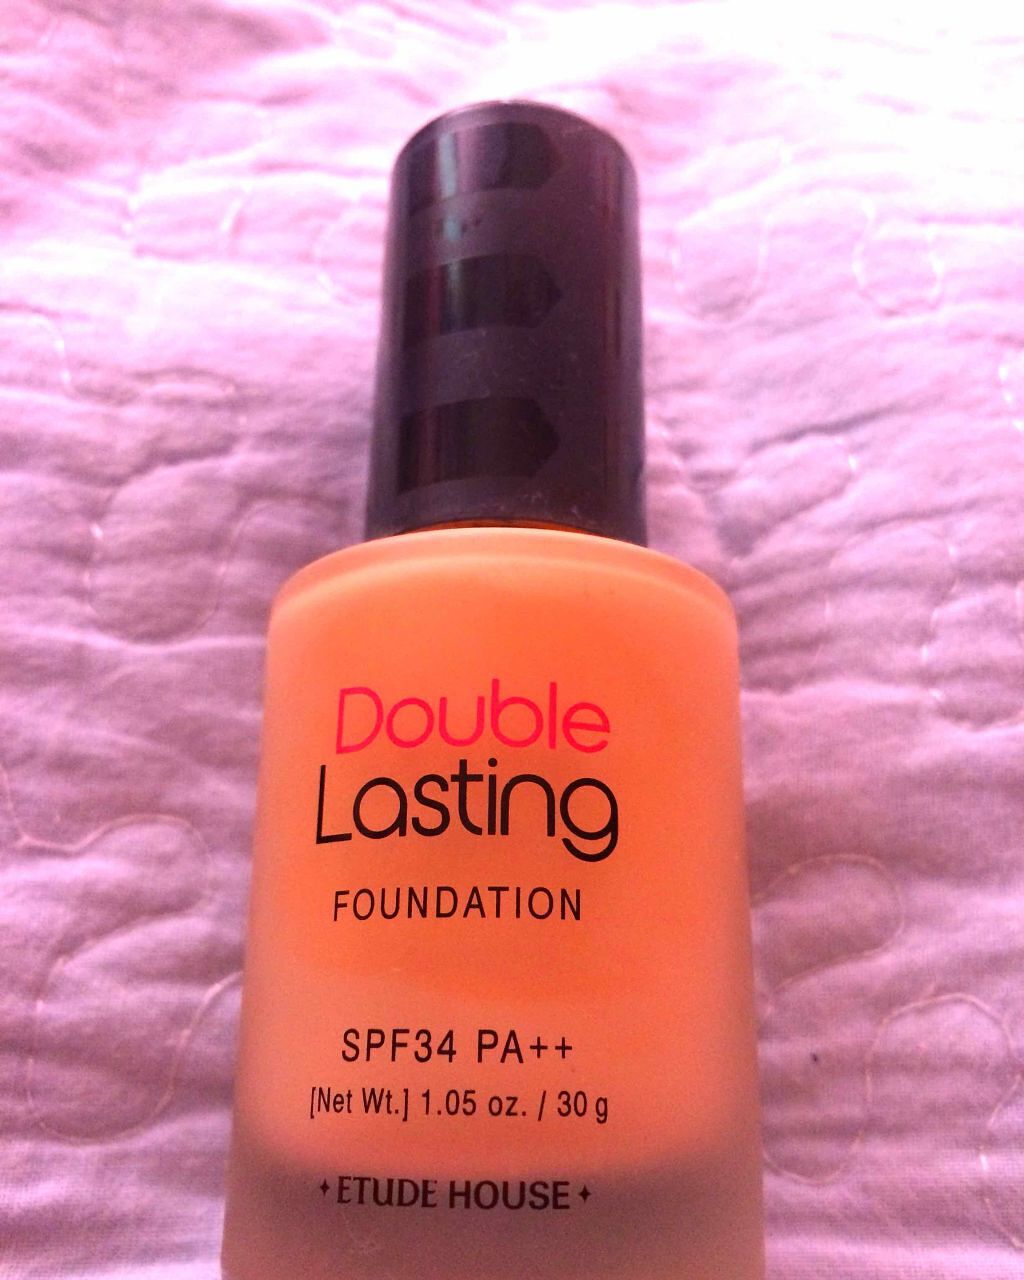 Double
Lasting
FOUNDATION
SPF34 PA++
[Net Wt.] 1.05 oz. / 30 g
✦ETUDE HOUSE✦